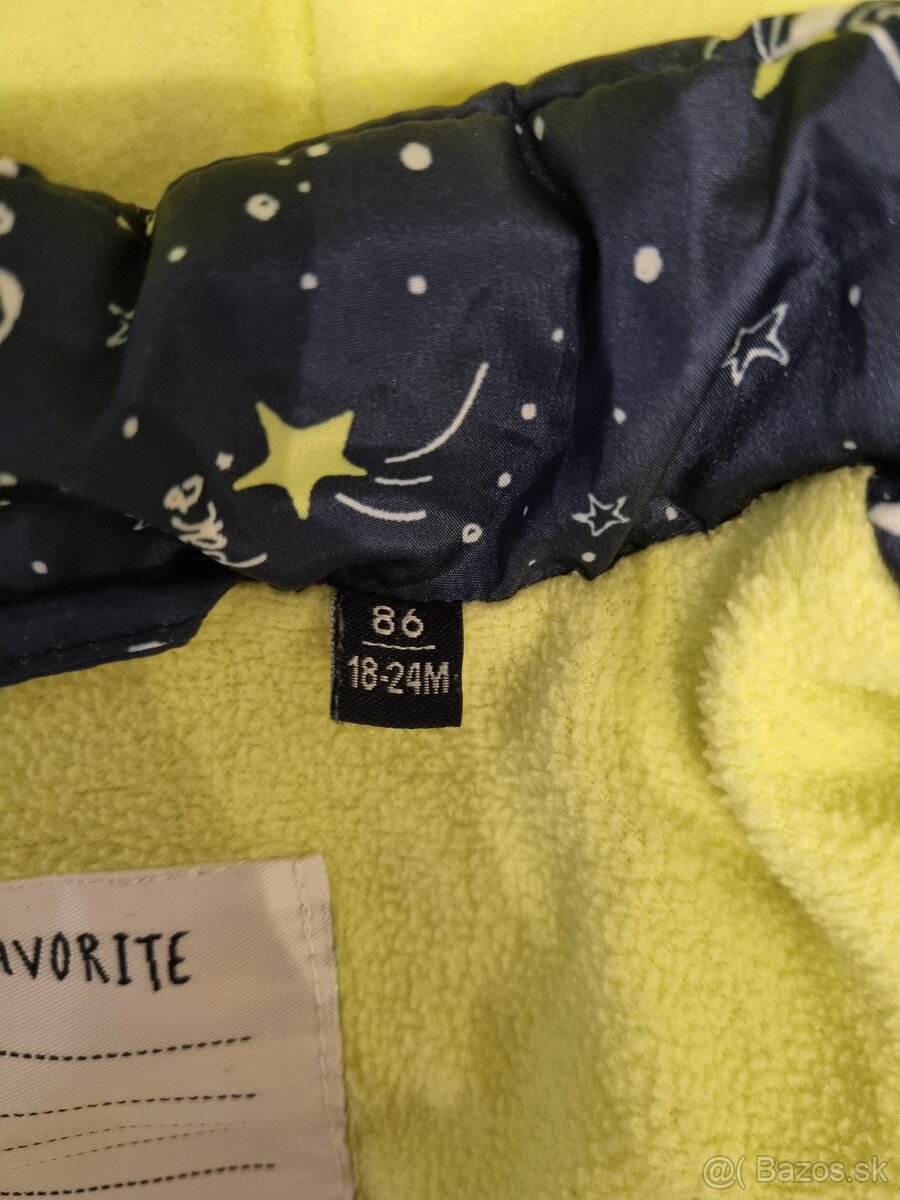 86
18-24M
AVORITE
@( Bazos.sk